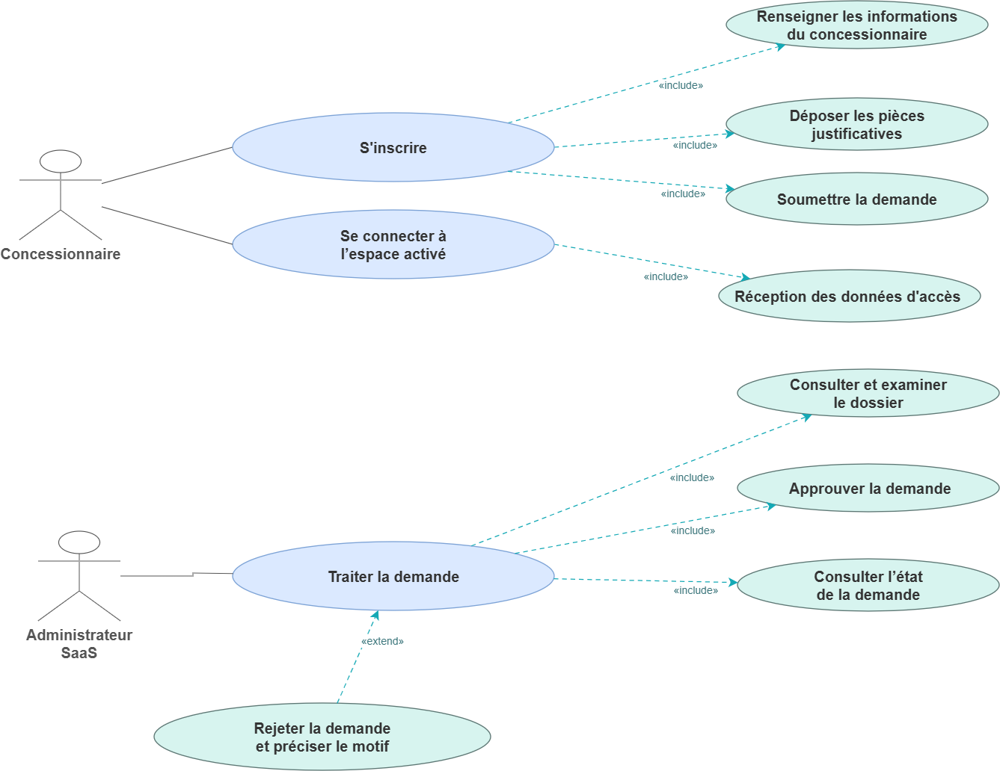 Renseigner les informations
du concessionnaire
«include»
Déposer les pièces
justificatives
S'inscrire
«include»
Soumettre la demande
«include»
Concessionnaire
Se connecter à
l’espace activé
«include»
Réception des données d'accès
Consulter et examiner
le dossier
«include»
Approuver la demande
«include»
Traiter la demande
Consulter l’état
de la demande
«include»
Administrateur
SaaS
«extend»
Rejeter la demande
et préciser le motif